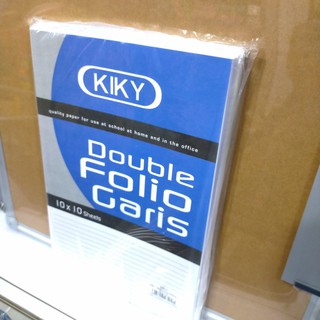 KIKY
quality paper for use at school at home and in the office
Double
Folio
Garis
10 x 10 Sheets